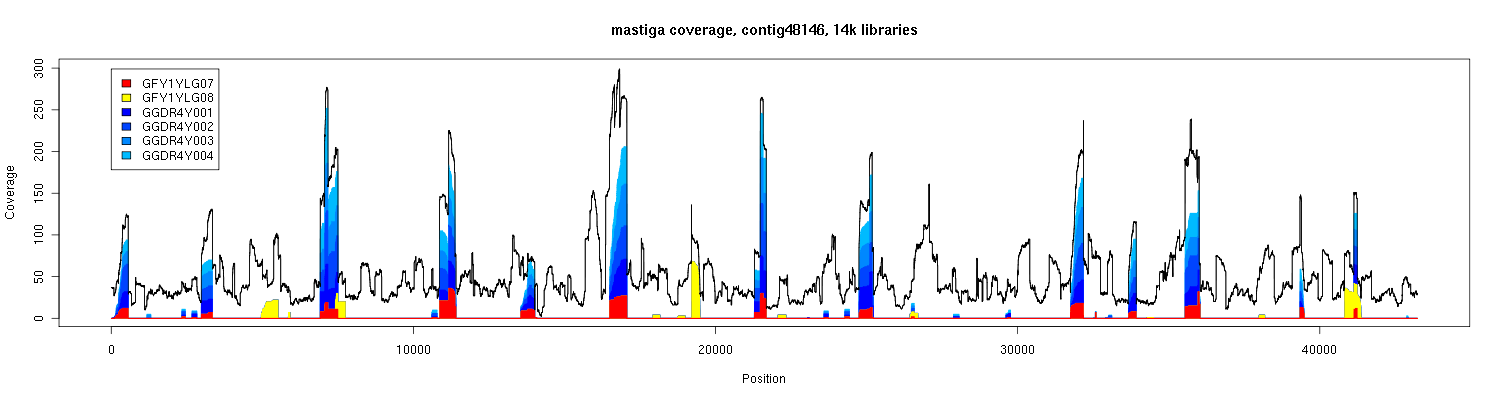 mastiga coverage, contig48146, 14k libraries
300
250
200
150
100
50
0
Coverage
GFY1YLG07
GFY1YLG08
GGDR4Y001
GGDR4Y002
GGDR4Y003
GGDR4Y004
0 10000 20000 30000 40000
Position